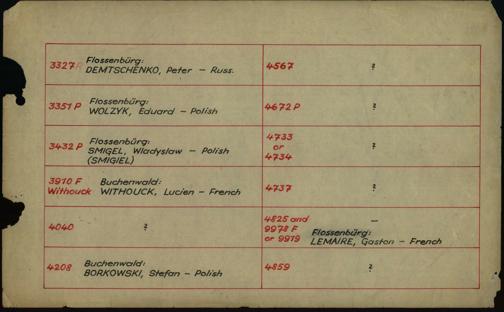 Flossenbürg:
3327 R DEMTSCHENKO, Peter – Russ.
4567 ?
Flossenbürg:
3351 P WOLZYK, Eduard – Polish
4672 P ?
Flossenbürg:
3432 P SMIGEL, Wladyslaw – Polish
(SMIGIEL)
4733
or ?
4734
3910 F Buchenwald:
Withouck WITHOUCK, Lucien – French
4737 ?
4040 ?
4825 and –
9978 F Flossenbürg:
or 9919 LEMAIRE, Gaston – French
Buchenwald:
4208 BORKOWSKI, Stefan – Polish
4859 ?